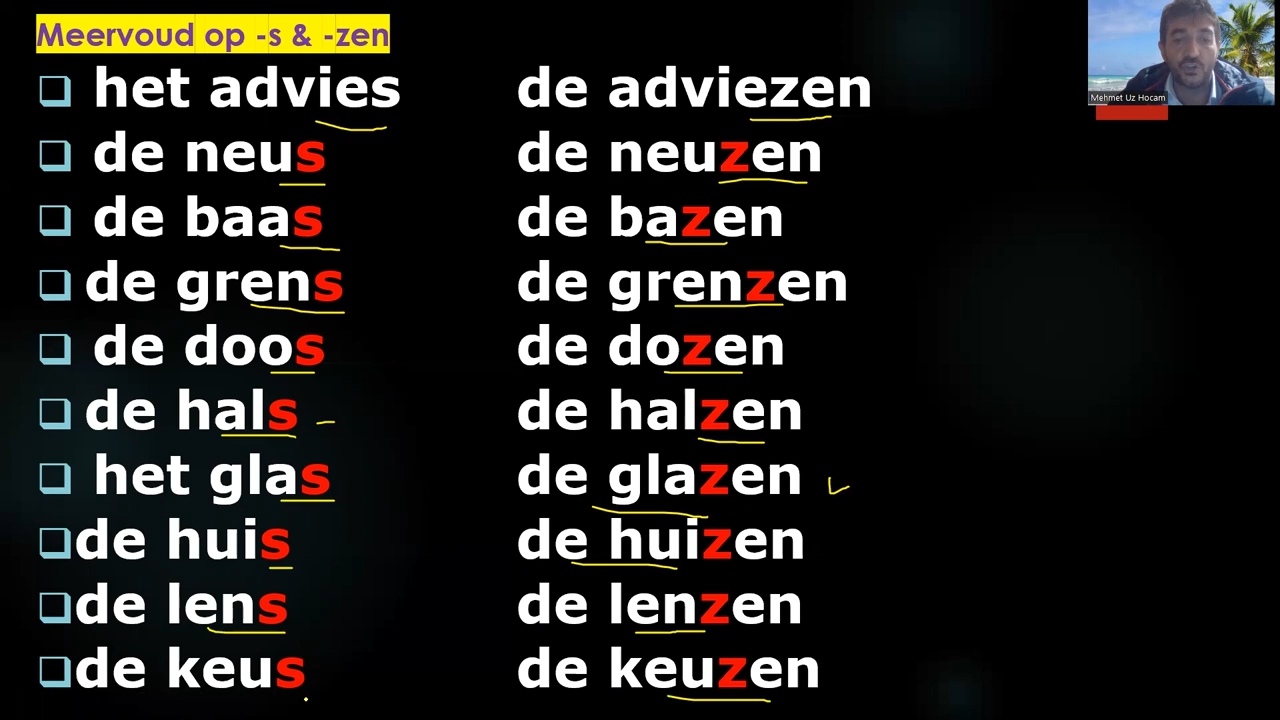 Meervoud op -s & -zen
het advies de adviezen
de neus de neuzen
de baas de bazen
de grens de grenzen
de doos de dozen
de hals de halzen
het glas de glazen
de huis de huizen
de lens de lenzen
de keus de keuzen
Mehmet Uz Hocam